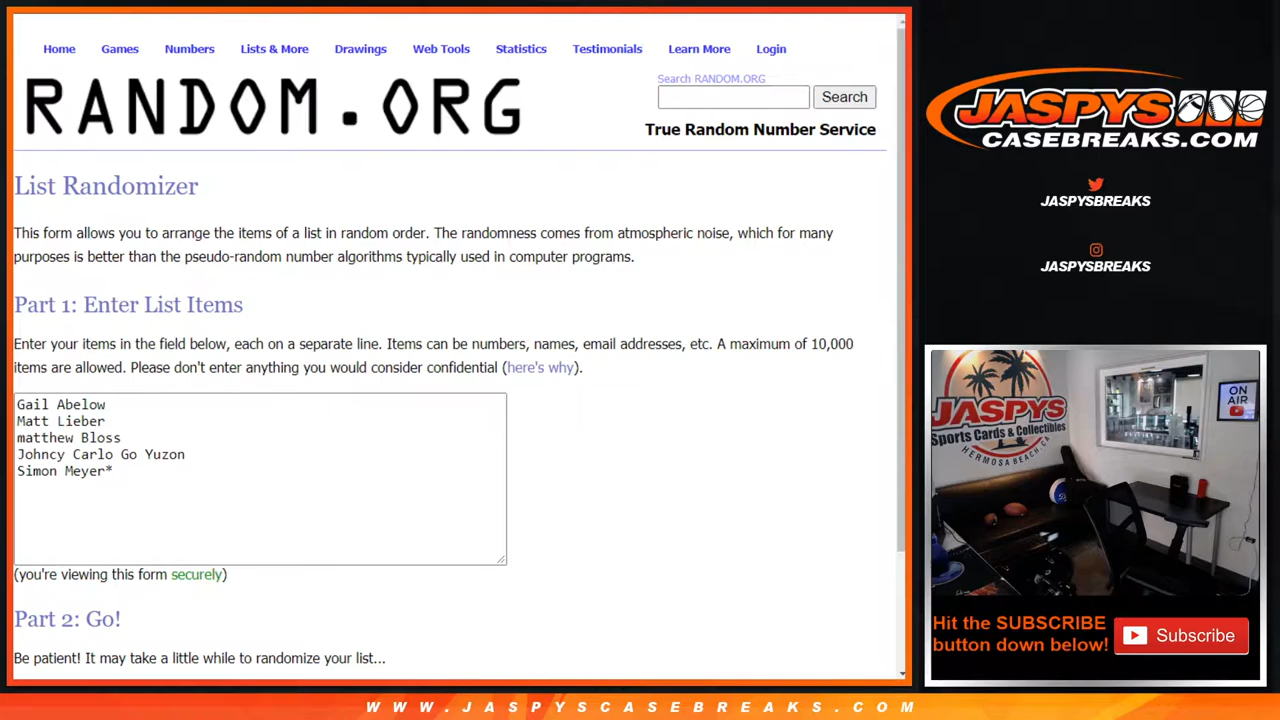 Home Games Numbers Lists & More Drawings Web Tools Statistics Testimonials Learn More Login
RANDOM.ORG
Search RANDOM.ORG
Search
True Random Number Service
List Randomizer
This form allows you to arrange the items of a list in random order. The randomness comes from atmospheric noise, which for many
purposes is better than the pseudo-random number algorithms typically used in computer programs.
Part 1: Enter List Items
Enter your items in the field below, each on a separate line. Items can be numbers, names, email addresses, etc. A maximum of 10,000
items are allowed. Please don't enter anything you would consider confidential (here's why).
Gail Abelow
Matt Lieber
matthew Bloss
Johncy Carlo Go Yuzon
Simon Meyer*
(you're viewing this form securely)
Part 2: Go!
Be patient! It may take a little while to randomize your list...
JASPYS
CASEBREAKS.COM
JASPYSBREAKS
JASPYSBREAKS
JASPYS
Sports Cards & Collectibles
HERMOSA BEACH, CA
ON
AIR
Hit the SUBSCRIBE
button down below!
Subscribe
WWW.JASPYSCASEBREAKS.COM